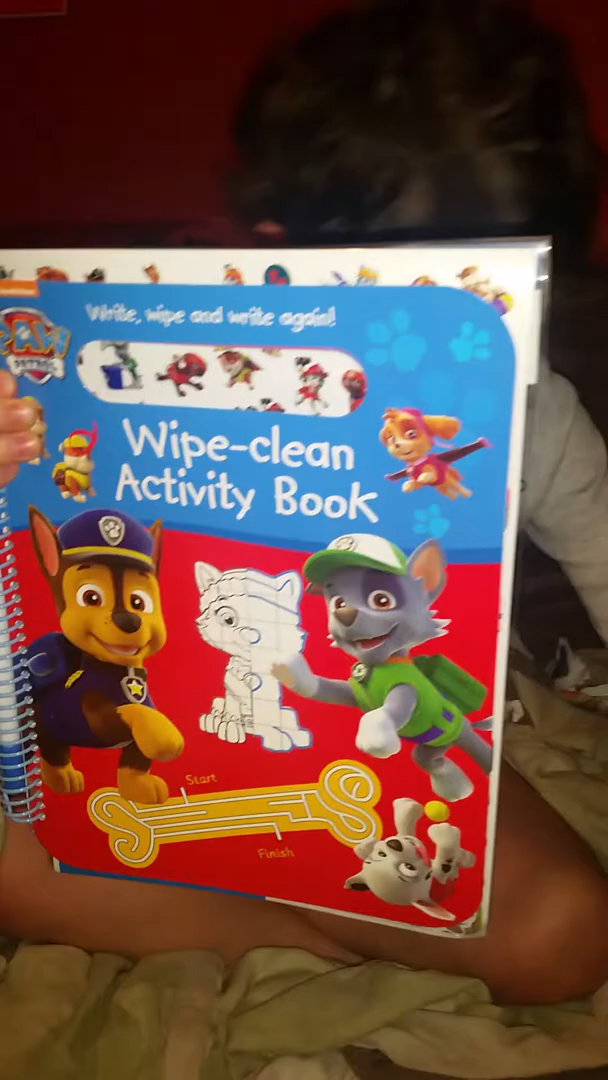 Write, wipe and write again!
PAW
PATROL
Wipe-clean
Activity Book
Start
Finish